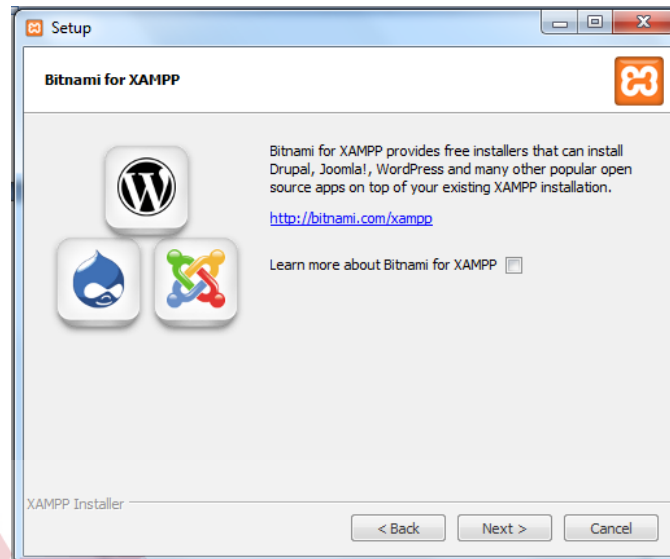 Setup
Bitnami for XAMPP
Bitnami for XAMPP provides free installers that can install
Drupal, Joomla!, WordPress and many other popular open
source apps on top of your existing XAMPP installation.
http://bitnami.com/xampp
Learn more about Bitnami for XAMPP
XAMPP Installer
< Back
Next >
Cancel